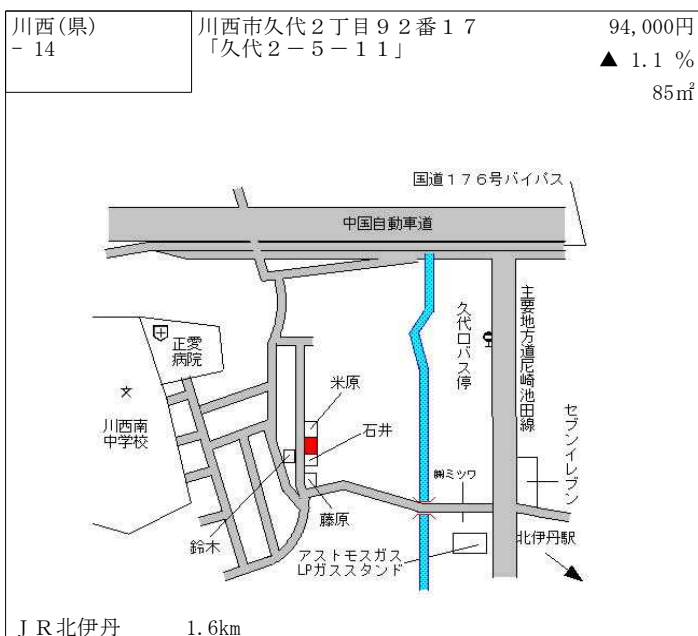 川西(県)
- 14
川西市久代２丁目９２番１７
「久代２－５－１１」
94,000円
▲ 1.1 %
85㎡
国道１７６号バイパス
中国自動車道
主要地方道尼崎池田線
久代口バス停
正愛
病院
川西南
中学校
米原
石井
セブンイレブン
㈱ミツワ
藤原
鈴木
アストモスガス
LPガススタンド
北伊丹駅
ＪＲ北伊丹
1.6km